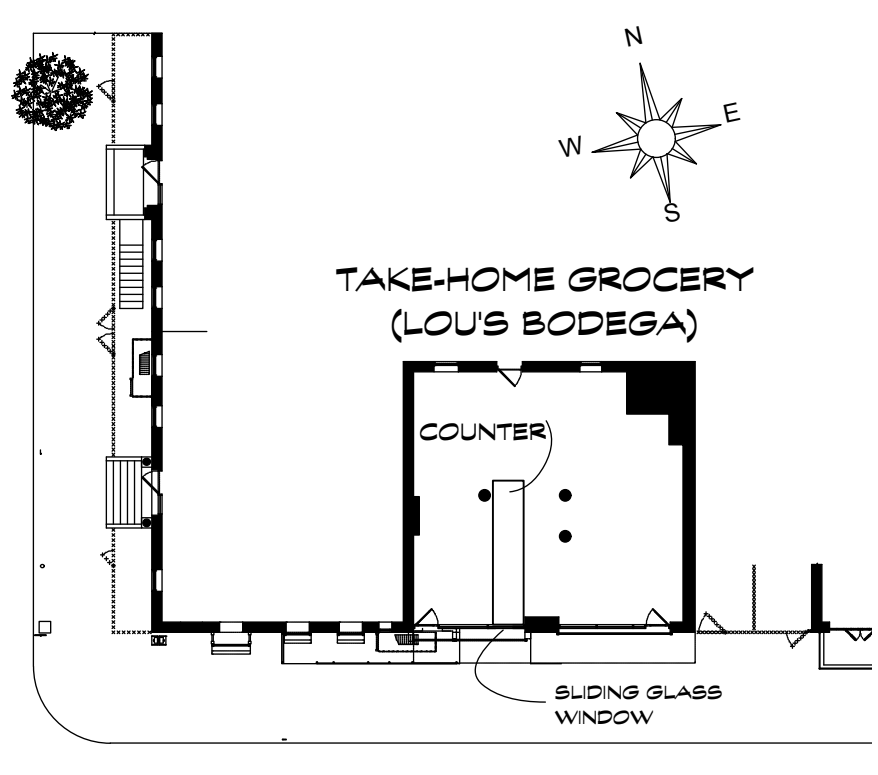 N
E
W
S
TAKE-HOME GROCERY
(LOU'S BODEGA)
COUNTER
SLIDING GLASS
WINDOW